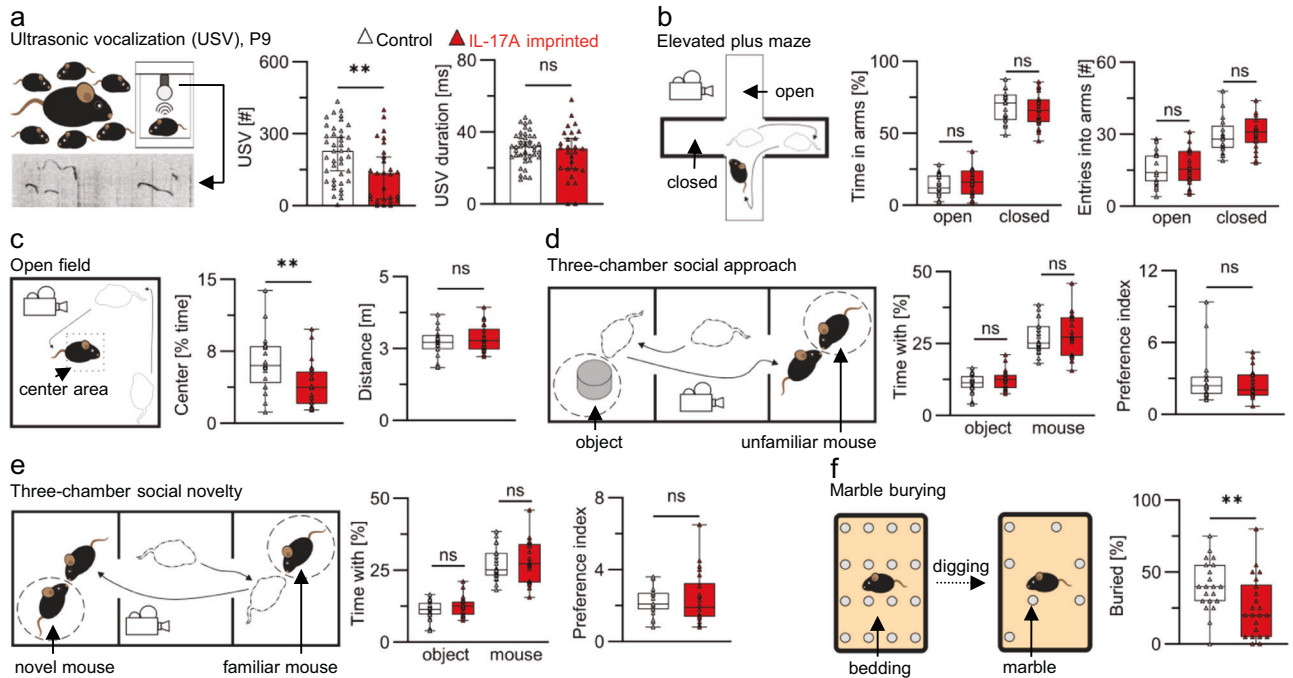 a
Ultrasonic vocalization (USV), P9
Control
IL-17A imprinted
USV [#]
600
300
0
**
USV duration [ms]
80
40
0
ns
b
Elevated plus maze
open
closed
Time in arms [%]
100
50
0
ns
ns
open
closed
Entries into arms [#]
60
30
0
ns
ns
open
closed
c
Open field
center area
Center [% time]
15
8
0
**
Distance [m]
5
3
0
ns
d
Three-chamber social approach
object
unfamiliar mouse
Time with [%]
50
25
0
ns
ns
object
mouse
Preference index
12
9
6
3
0
ns
e
Three-chamber social novelty
novel mouse
familiar mouse
Time with [%]
50
25
0
ns
ns
object
mouse
Preference index
8
4
0
ns
f
Marble burying
digging
bedding
marble
Buried [%]
100
50
0
**